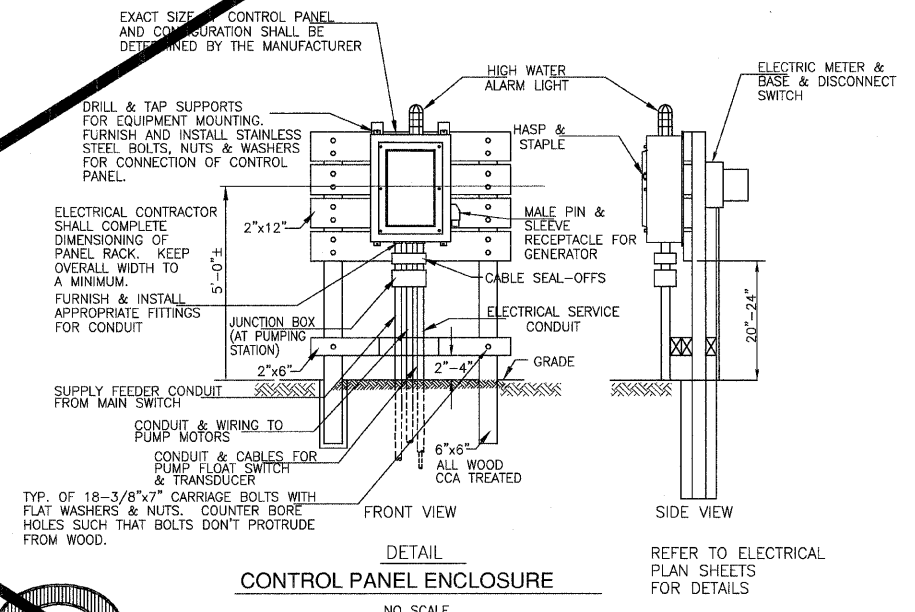 EXACT SIZE CONTROL PANEL
AND CONFIGURATION SHALL BE
DETERMINED BY THE MANUFACTURER
HIGH WATER
ALARM LIGHT
ELECTRIC METER &
BASE & DISCONNECT
SWITCH
DRILL & TAP SUPPORTS
FOR EQUIPMENT MOUNTING.
FURNISH AND INSTALL STAINLESS
STEEL BOLTS, NUTS & WASHERS
FOR CONNECTION OF CONTROL
PANEL.
HASP &
STAPLE
ELECTRICAL CONTRACTOR
SHALL COMPLETE
DIMENSIONING OF
PANEL RACK. KEEP
OVERALL WIDTH TO
A MINIMUM.
5'-0"±
2"x12"
MALE PIN &
SLEEVE
RECEPTACLE FOR
GENERATOR
CABLE SEAL-OFFS
FURNISH & INSTALL
APPROPRIATE FITTINGS
FOR CONDUIT
JUNCTION BOX
(AT PUMPING
STATION)
ELECTRICAL SERVICE
CONDUIT
20"-24"
2"x6"
2"-4"
GRADE
SUPPLY FEEDER CONDUIT
FROM MAIN SWITCH
CONDUIT & WIRING TO
PUMP MOTORS
CONDUIT & CABLES FOR
PUMP FLOAT SWITCH
& TRANSDUCER
6"x6"
ALL WOOD
CCA TREATED
TYP. OF 18-3/8"x7" CARRIAGE BOLTS WITH
FLAT WASHERS & NUTS. COUNTER BORE
HOLES SUCH THAT BOLTS DON'T PROTRUDE
FROM WOOD.
FRONT VIEW
SIDE VIEW
DETAIL
CONTROL PANEL ENCLOSURE
NO SCALE
REFER TO ELECTRICAL
PLAN SHEETS
FOR DETAILS